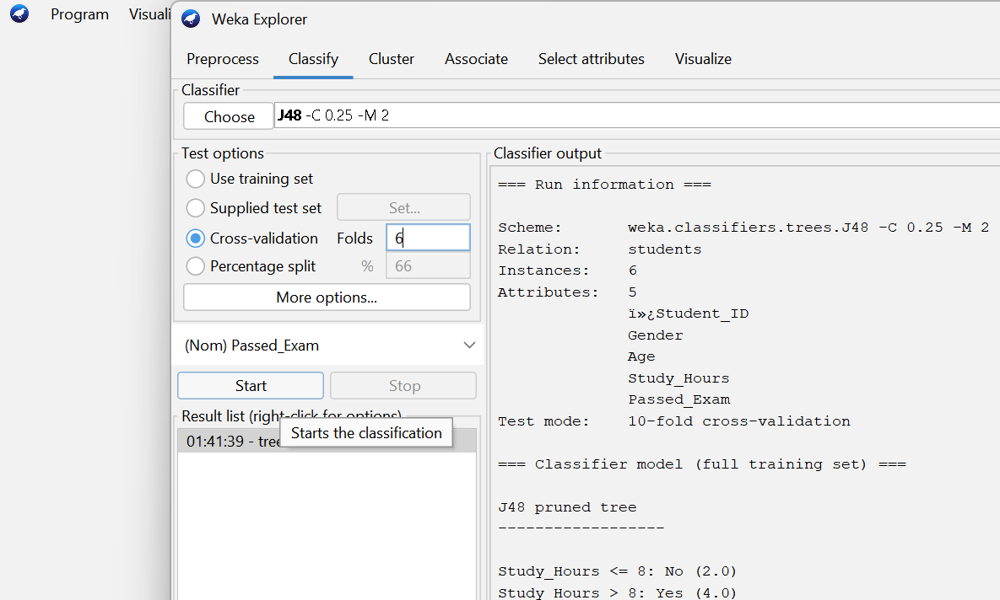 Program Visuali
Weka Explorer
Preprocess Classify Cluster Associate Select attributes Visualize
Classifier
Choose J48 -C 0.25 -M 2
Test options
Use training set
Supplied test set Set...
Cross-validation Folds 6
Percentage split % 66
More options...
(Nom) Passed_Exam
Start Stop
Result list (right-click for options)
01:41:39 - tree
Starts the classification
Classifier output
=== Run information ===
Scheme: weka.classifiers.trees.J48 -C 0.25 -M 2
Relation: students
Instances: 6
Attributes: 5
ï»¿Student_ID
Gender
Age
Study_Hours
Passed_Exam
Test mode: 10-fold cross-validation
=== Classifier model (full training set) ===
J48 pruned tree
------------------
Study_Hours <= 8: No (2.0)
Study_Hours > 8: Yes (4.0)